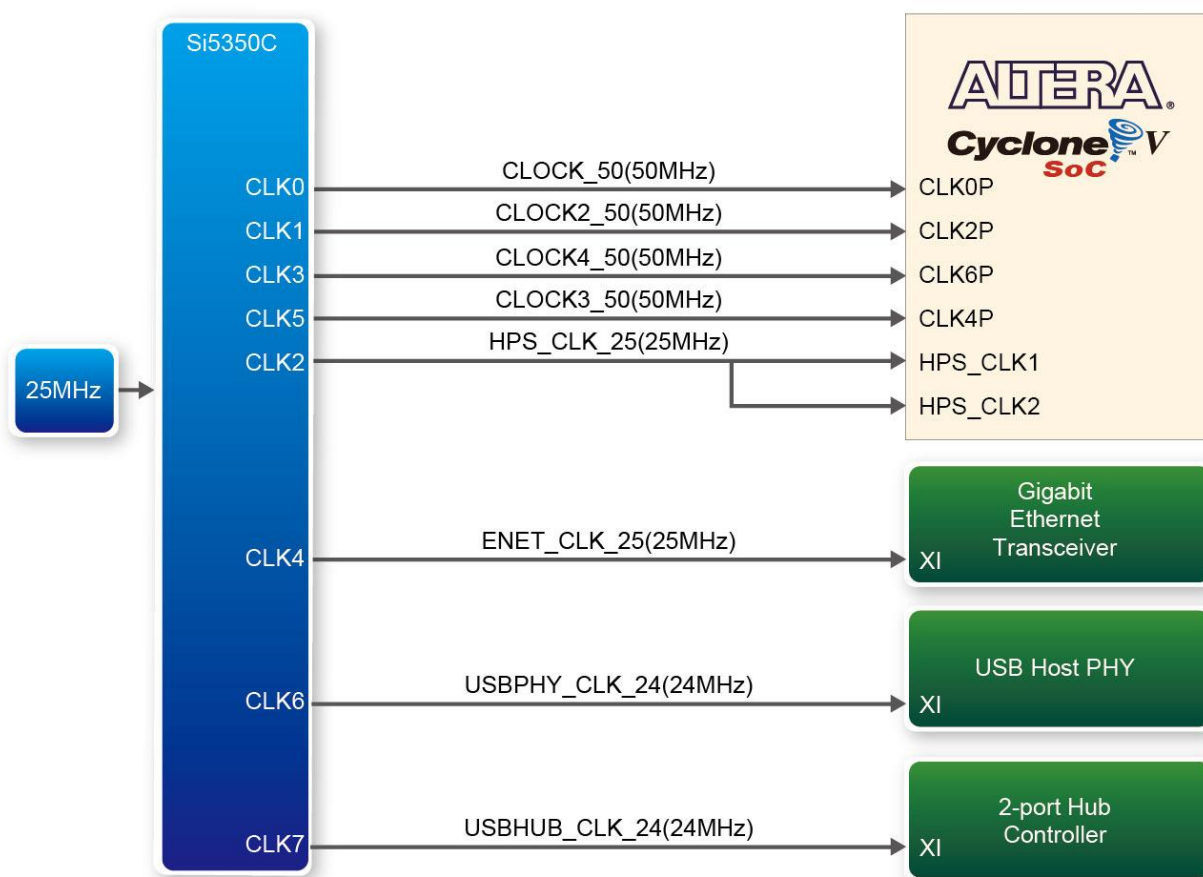 Si5350C
ALTERA®
Cyclone™ V
SoC
CLK0 CLOCK_50(50MHz) CLK0P
CLK1 CLOCK2_50(50MHz) CLK2P
CLK3 CLOCK4_50(50MHz) CLK6P
CLK5 CLOCK3_50(50MHz) CLK4P
CLK2 HPS_CLK_25(25MHz) HPS_CLK1
25MHz
HPS_CLK2
Gigabit
Ethernet
Transceiver
CLK4 ENET_CLK_25(25MHz) XI
USB Host PHY
CLK6 USBPHY_CLK_24(24MHz) XI
2-port Hub
Controller
CLK7 USBHUB_CLK_24(24MHz) XI